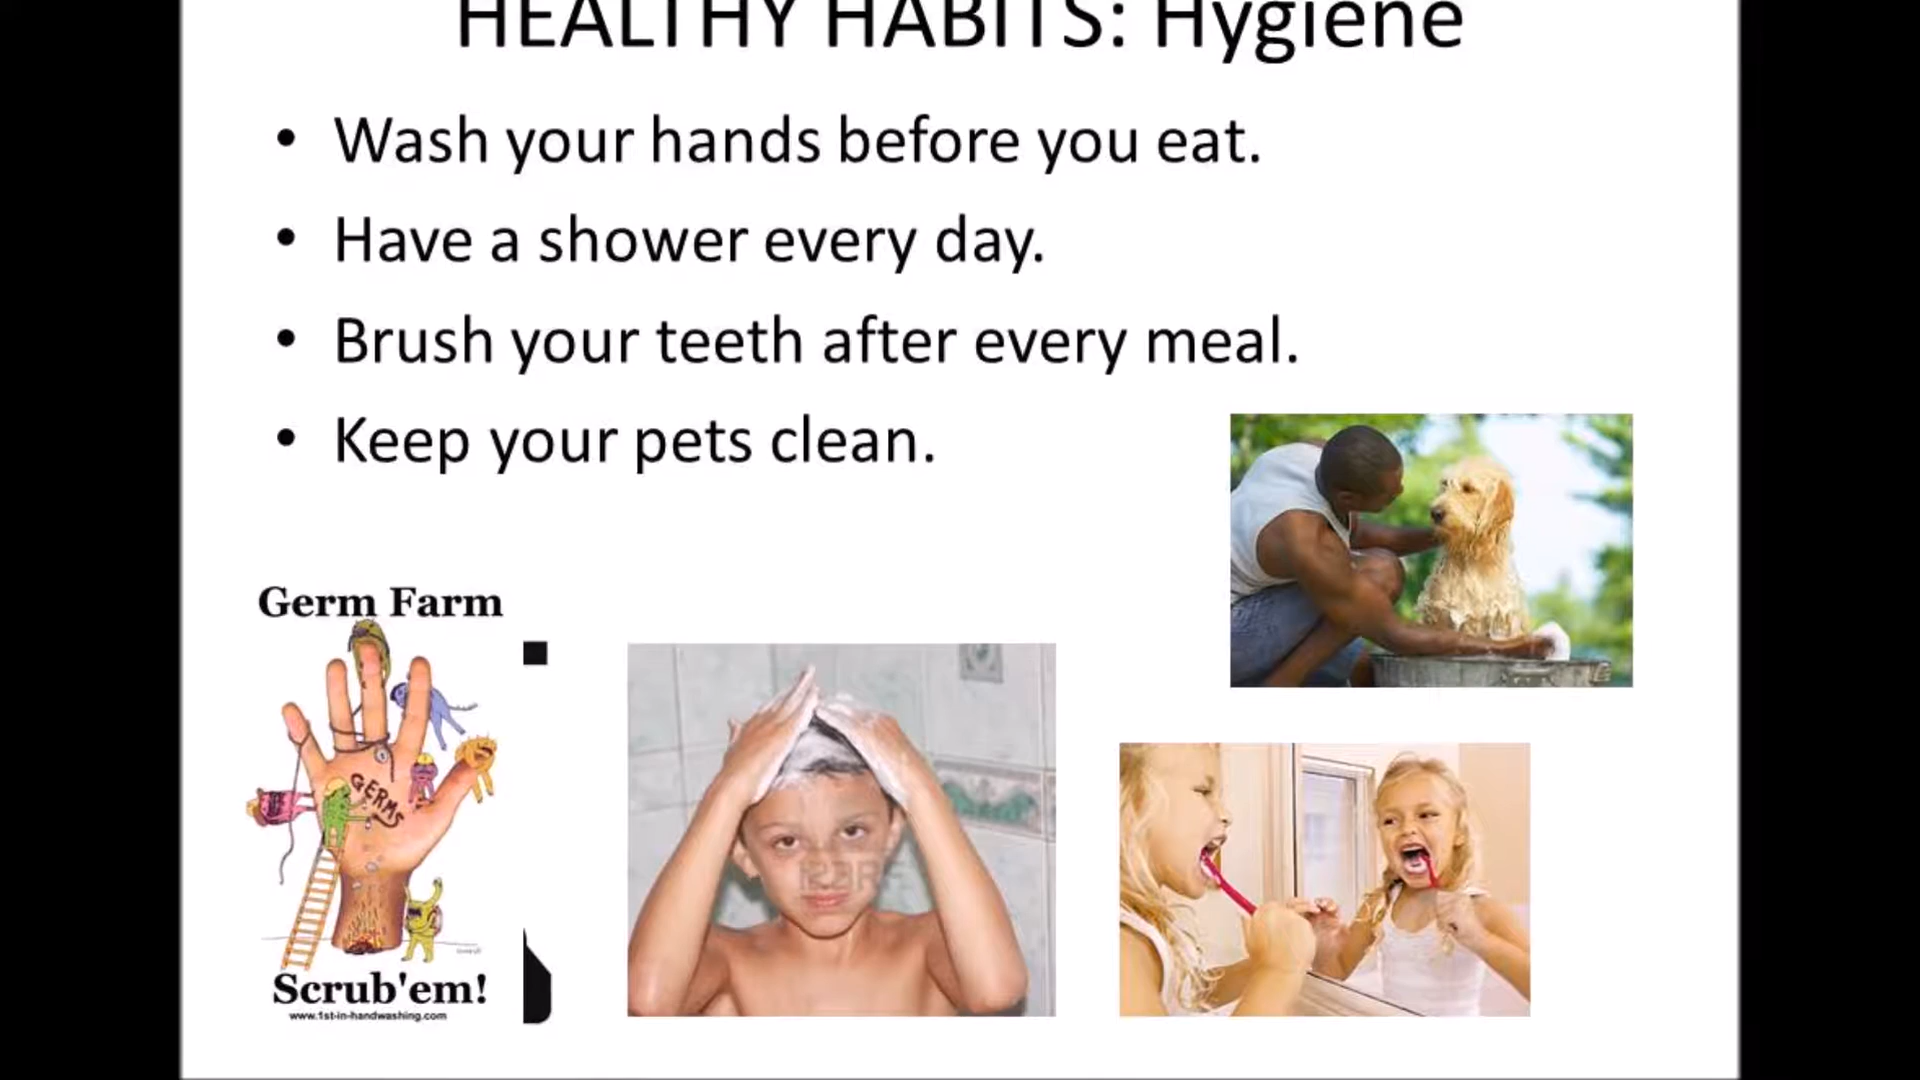 HEALTHY HABITS: Hygiene
• Wash your hands before you eat.
• Have a shower every day.
• Brush your teeth after every meal.
• Keep your pets clean.
Germ Farm
GERMS
Scrub'em!
www.1st-in-handwashing.com